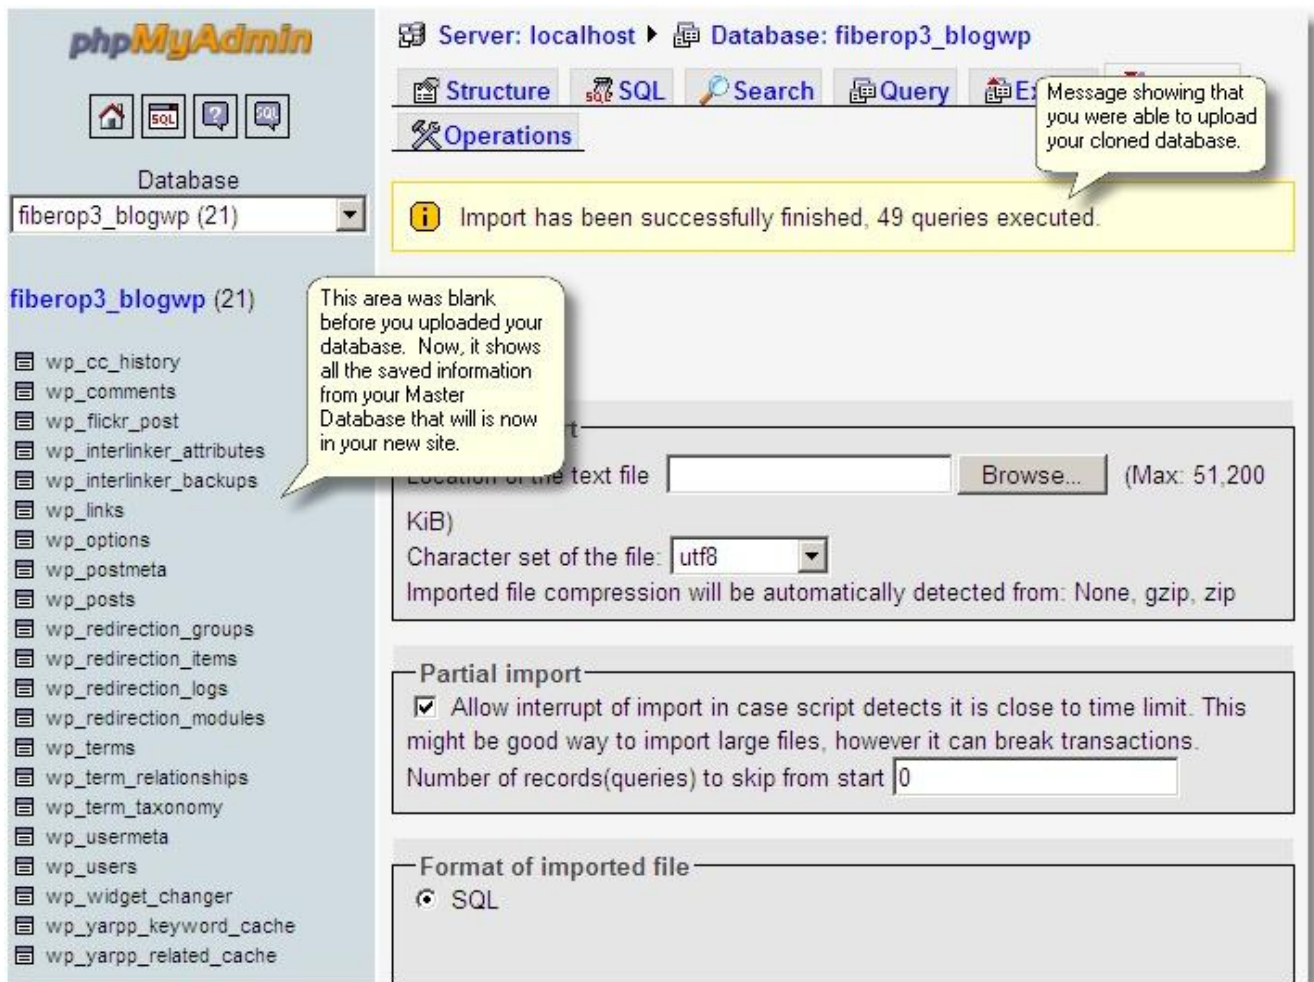 phpMyAdmin
Server: localhost Database: fiberop3_blogwp
Structure SQL Search Query
Operations
Message showing that
you were able to upload
your cloned database.
SQL
?
SQL
Database
fiberop3_blogwp (21)
Import has been successfully finished, 49 queries executed.
fiberop3_blogwp (21)
This area was blank
before you uploaded your
database. Now, it shows
all the saved information
from your Master
Database that will is now
in your new site.
wp_cc_history
wp_comments
wp_flickr_post
wp_interlinker_attributes
wp_interlinker_backups
wp_links
wp_options
wp_postmeta
wp_posts
wp_redirection_groups
wp_redirection_items
wp_redirection_logs
wp_redirection_modules
wp_terms
wp_term_relationships
wp_term_taxonomy
wp_usermeta
wp_users
wp_widget_changer
wp_yarpp_keyword_cache
wp_yarpp_related_cache
Location of the text file Browse... (Max: 51,200
KiB)
Character set of the file: utf8
Imported file compression will be automatically detected from: None, gzip, zip
Partial import
Allow interrupt of import in case script detects it is close to time limit. This
might be good way to import large files, however it can break transactions.
Number of records(queries) to skip from start 0
Format of imported file
SQL